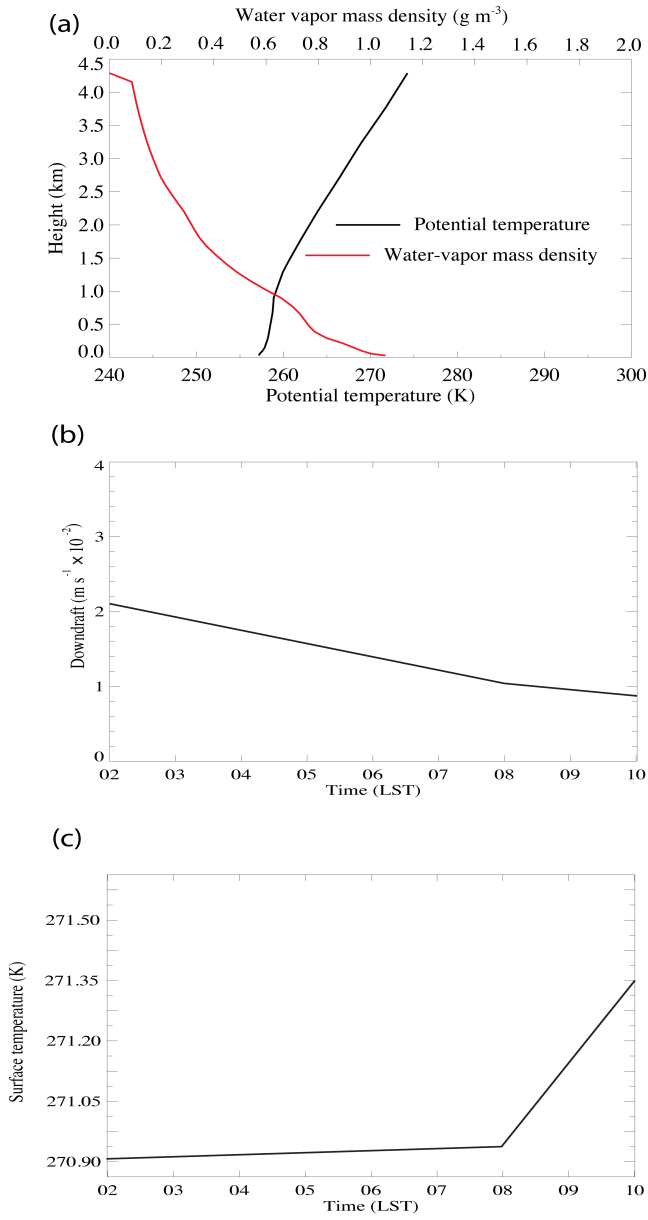 (a)
Water vapor mass density (g m-3)
0.0 0.2 0.4 0.6 0.8 1.0 1.2 1.4 1.6 1.8 2.0
4.5
4.0
3.5
3.0
2.5
2.0
1.5
1.0
0.5
0.0
Height (km)
Potential temperature
Water-vapor mass density
240 250 260 270 280 290 300
Potential temperature (K)
(b)
4
3
2
1
0
Downdraft (m s-1 x 10-2)
02 03 04 05 06 07 08 09 10
Time (LST)
(c)
271.50
271.35
271.20
271.05
270.90
Surface temperature (K)
02 03 04 05 06 07 08 09 10
Time (LST)